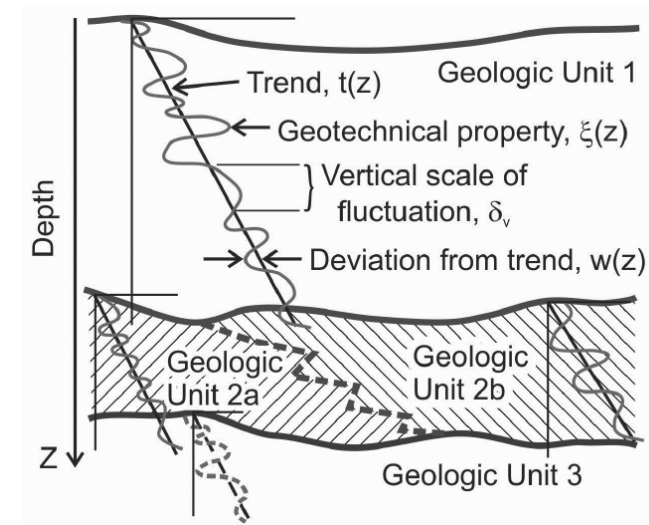 Geologic Unit 1
Trend, t(z)
Geotechnical property, ξ(z)
Vertical scale of
fluctuation, δᵥ
Depth
Deviation from trend, w(z)
Geologic
Unit 2a
Geologic
Unit 2b
Z
Geologic Unit 3